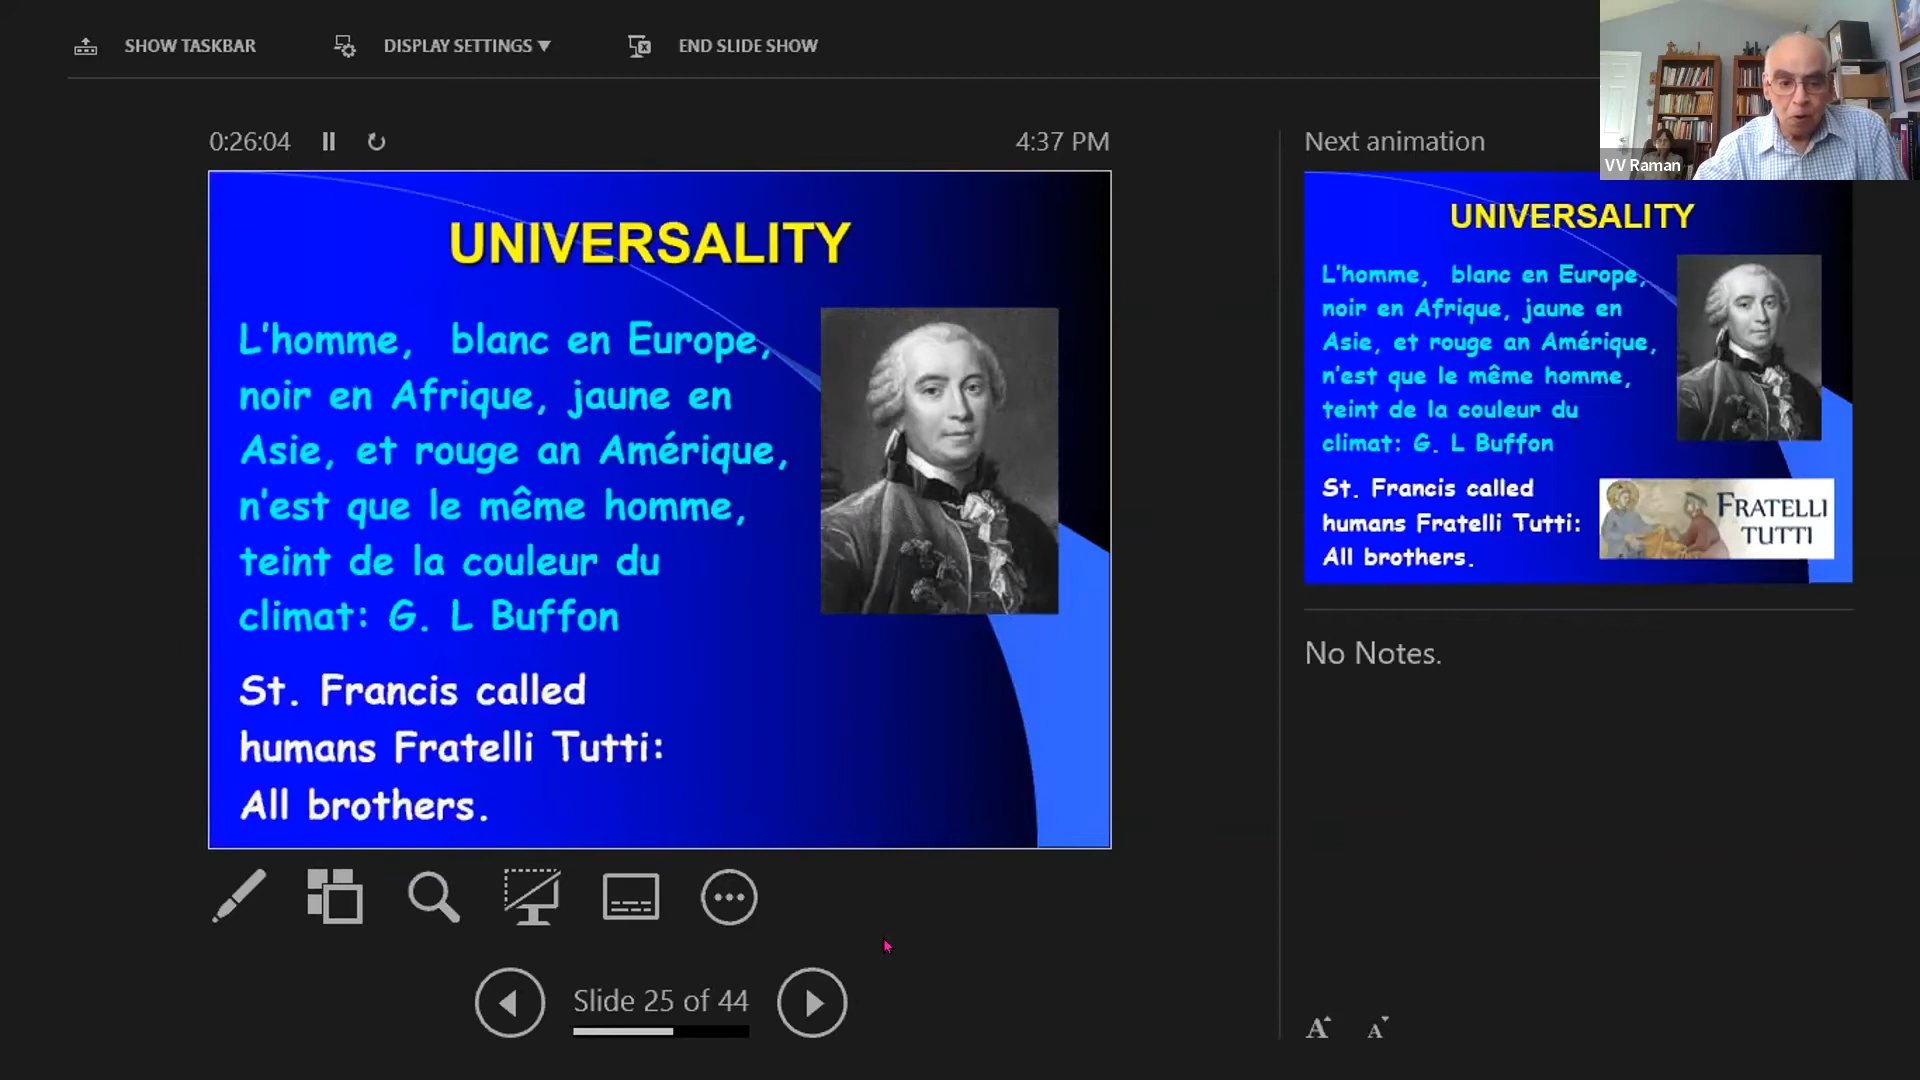 SHOW TASKBAR
DISPLAY SETTINGS ▼
END SLIDE SHOW
VV Raman
0:26:04
4:37 PM
Next animation
UNIVERSALITY
L'homme, blanc en Europe,
noir en Afrique, jaune en
Asie, et rouge an Amérique,
n'est que le même homme,
teint de la couleur du
climat: G. L Buffon
St. Francis called
humans Fratelli Tutti:
All brothers.
UNIVERSALITY
L'homme, blanc en Europe,
noir en Afrique, jaune en
Asie, et rouge an Amérique,
n'est que le même homme,
teint de la couleur du
climat: G. L Buffon
St. Francis called
humans Fratelli Tutti:
All brothers.
FRATELLI
TUTTI
No Notes.
Slide 25 of 44
A A